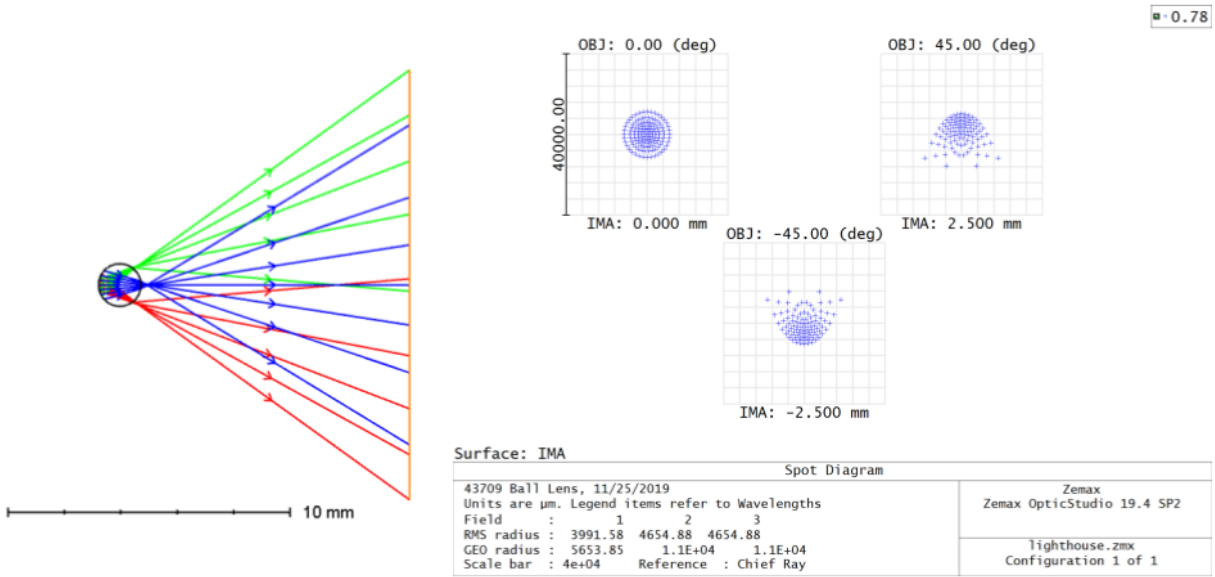 0.78
10 mm
OBJ: 0.00 (deg)
40000.00
IMA: 0.000 mm
OBJ: 45.00 (deg)
IMA: 2.500 mm
OBJ: -45.00 (deg)
IMA: -2.500 mm
Surface: IMA
Spot Diagram
43709 Ball Lens, 11/25/2019
Units are µm. Legend items refer to Wavelengths
Field : 1 2 3
RMS radius : 3991.58 4654.88 4654.88
GEO radius : 5653.85 1.1E+04 1.1E+04
Scale bar : 4e+04 Reference : Chief Ray
Zemax
Zemax OpticStudio 19.4 SP2
lighthouse.zmx
Configuration 1 of 1